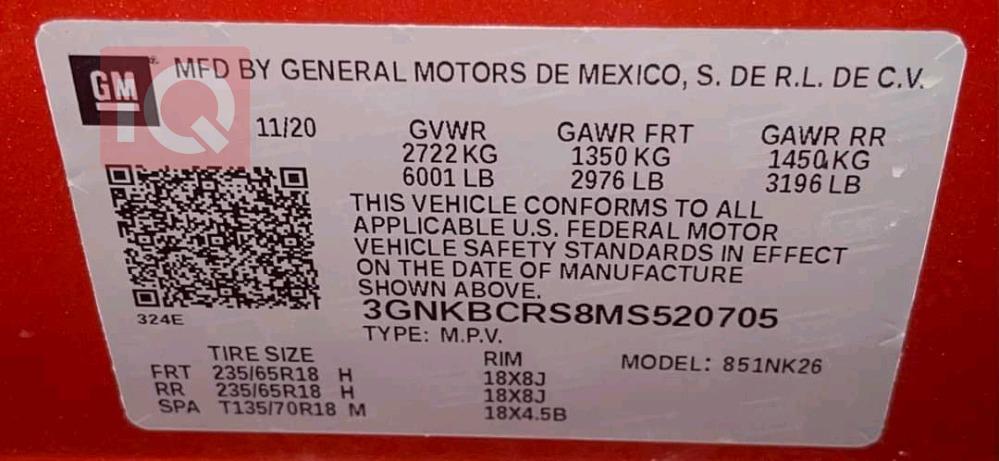 GM IQ MFD BY GENERAL MOTORS DE MEXICO, S. DE R.L. DE C.V.
11/20 GVWR GAWR FRT GAWR RR
2722 KG 1350 KG 1450KG
6001 LB 2976 LB 3196 LB
THIS VEHICLE CONFORMS TO ALL
APPLICABLE U.S. FEDERAL MOTOR
VEHICLE SAFETY STANDARDS IN EFFECT
ON THE DATE OF MANUFACTURE
SHOWN ABOVE.
3GNKBCRS8MS520705
324E
TYPE: M.P.V.
TIRE SIZE RIM MODEL: 851NK26
FRT 235/65R18 H 18X8J
RR 235/65R18 H 18X8J
SPA T135/70R18 M 18X4.5B